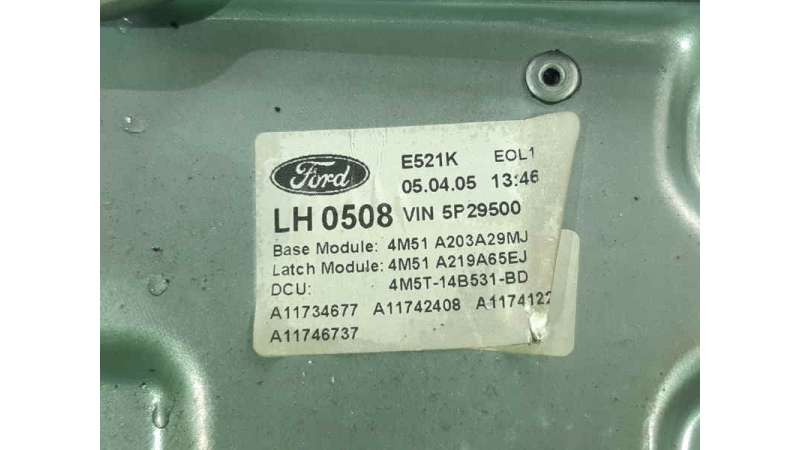 Ford
E521K EOL1
05.04.05 13:46
LH 0508 VIN 5P29500
Base Module: 4M51 A203A29MJ
Latch Module: 4M51 A219A65EJ
DCU: 4M5T-14B531-BD
A11734677 A11742408 A1174122
A11746737